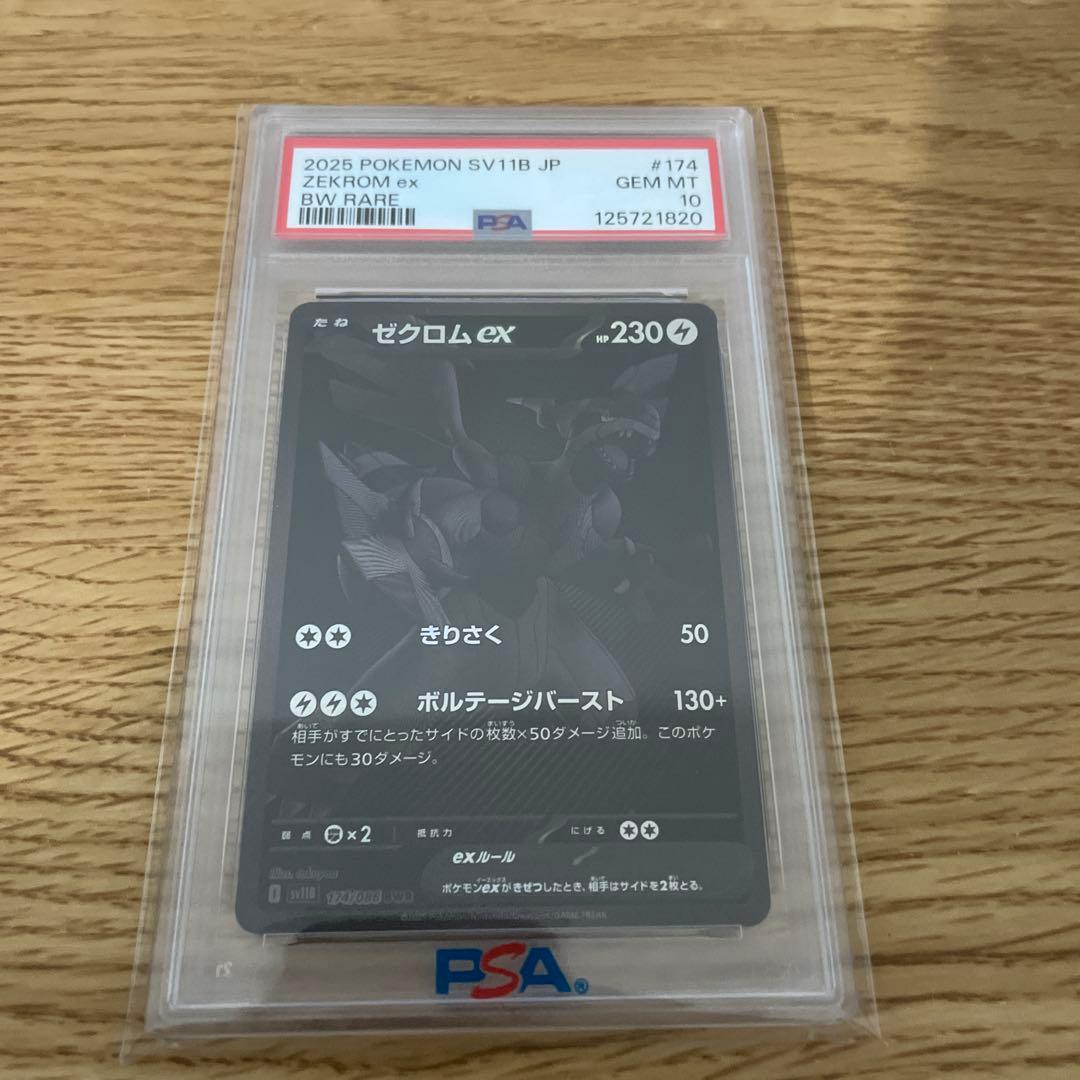 2025 POKEMON SV11B JP #174
ZEKROM ex GEM MT
BW RARE 10
PSA 125721820
たね ゼクロムex HP230
きりさく 50
ボルテージバースト 130+
相手がすでにとったサイドの枚数×50ダメージ追加。このポケ
モンにも30ダメージ。
弱点 ×2 抵抗力 にげる
exルール
ポケモンexがきぜつしたとき、相手はサイドを2枚とる。
sv11B 174/086 BWR
PSA®